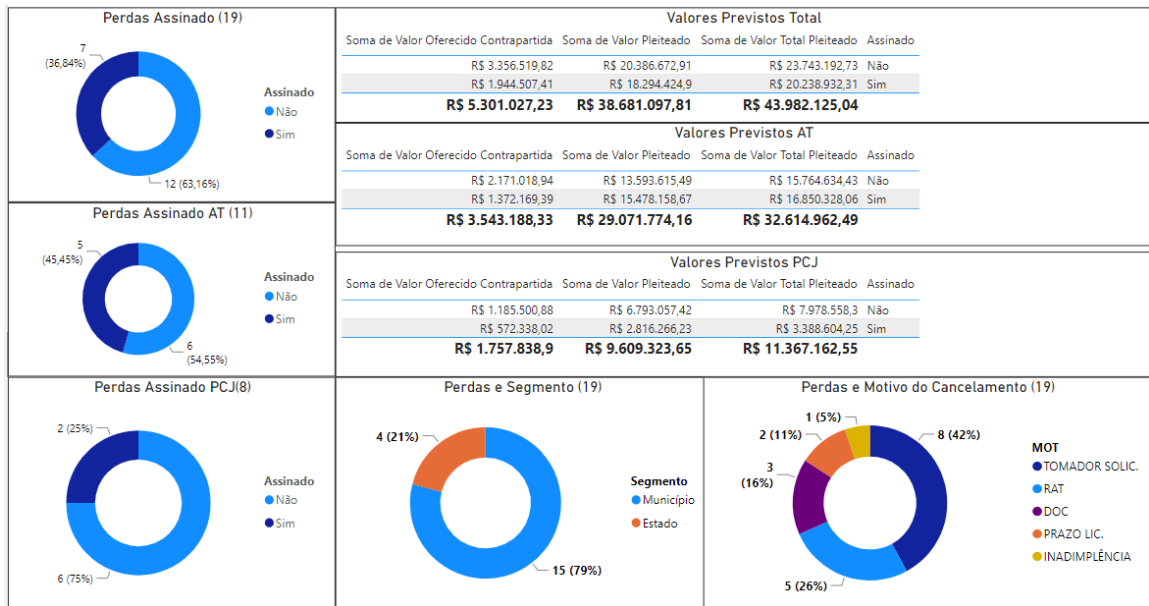 Perdas Assinado (19)
7
(36,84%)
12 (63,16%)
Assinado
Não
Sim
Valores Previstos Total
Soma de Valor Oferecido Contrapartida Soma de Valor Pleiteado Soma de Valor Total Pleiteado Assinado
R$ 3.356.519,82 R$ 20.386.672,91 R$ 23.743.192,73 Não
R$ 1.944.507,41 R$ 18.294.424,9 R$ 20.238.932,31 Sim
R$ 5.301.027,23 R$ 38.681.097,81 R$ 43.982.125,04
Valores Previstos AT
Soma de Valor Oferecido Contrapartida Soma de Valor Pleiteado Soma de Valor Total Pleiteado Assinado
R$ 2.171.018,94 R$ 13.593.615,49 R$ 15.764.634,43 Não
R$ 1.372.169,39 R$ 15.478.158,67 R$ 16.850.328,06 Sim
R$ 3.543.188,33 R$ 29.071.774,16 R$ 32.614.962,49
Perdas Assinado AT (11)
5
(45,45%)
6
(54,55%)
Assinado
Não
Sim
Valores Previstos PCJ
Soma de Valor Oferecido Contrapartida Soma de Valor Pleiteado Soma de Valor Total Pleiteado Assinado
R$ 1.185.500,88 R$ 6.793.057,42 R$ 7.978.558,3 Não
R$ 572.338,02 R$ 2.816.266,23 R$ 3.388.604,25 Sim
R$ 1.757.838,9 R$ 9.609.323,65 R$ 11.367.162,55
Perdas Assinado PCJ(8)
2 (25%)
6 (75%)
Assinado
Não
Sim
Perdas e Segmento (19)
4 (21%)
15 (79%)
Segmento
Município
Estado
Perdas e Motivo do Cancelamento (19)
1 (5%)
2 (11%)
3
(16%)
5 (26%)
8 (42%)
MOT
TOMADOR SOLIC.
RAT
DOC
PRAZO LIC.
INADIMPLÊNCIA